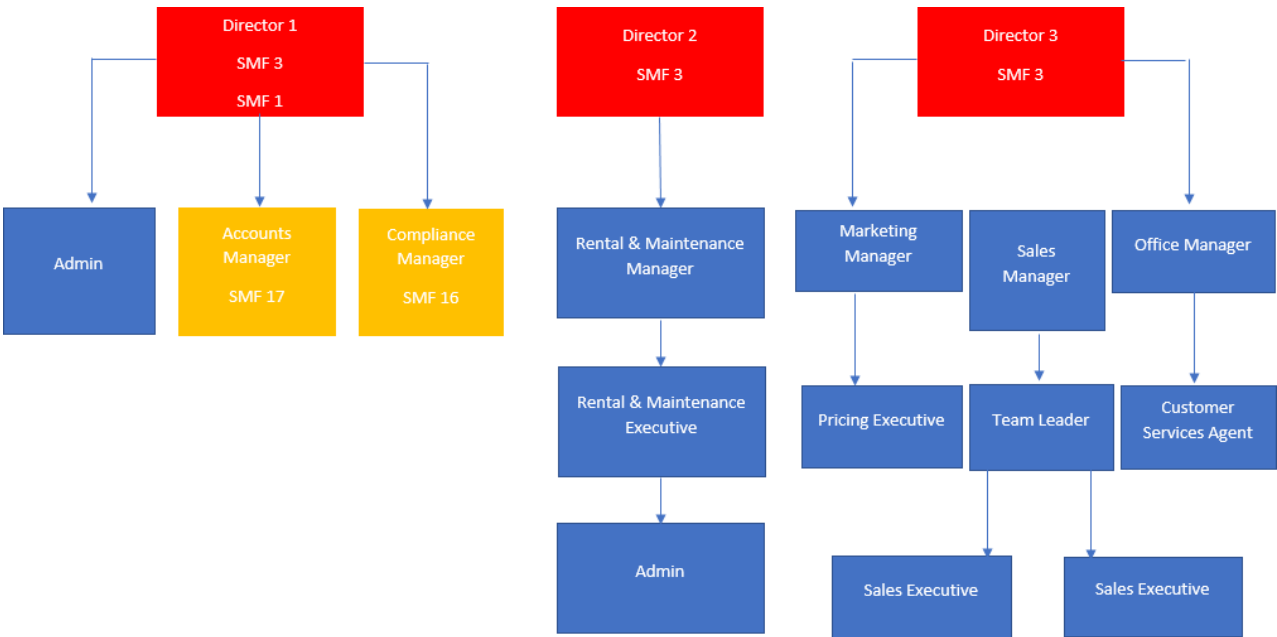 Director 1
SMF 3
SMF 1
Director 2
SMF 3
Director 3
SMF 3
Admin
Accounts
Manager
SMF 17
Compliance
Manager
SMF 16
Rental & Maintenance
Manager
Marketing
Manager
Sales
Manager
Office Manager
Rental & Maintenance
Executive
Pricing Executive
Team Leader
Customer
Services Agent
Admin
Sales Executive
Sales Executive